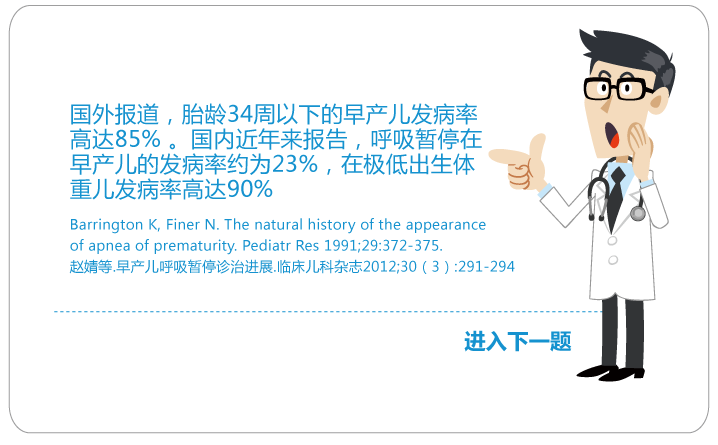 国外报道，胎龄34周以下的早产儿发病率
高达85% 。国内近年来报告，呼吸暂停在
早产儿的发病率约为23%，在极低出生体
重儿发病率高达90%
Barrington K, Finer N. The natural history of the appearance
of apnea of prematurity. Pediatr Res 1991;29:372-375.
赵婧等.早产儿呼吸暂停诊治进展.临床儿科杂志2012;30（3）:291-294
进入下一题